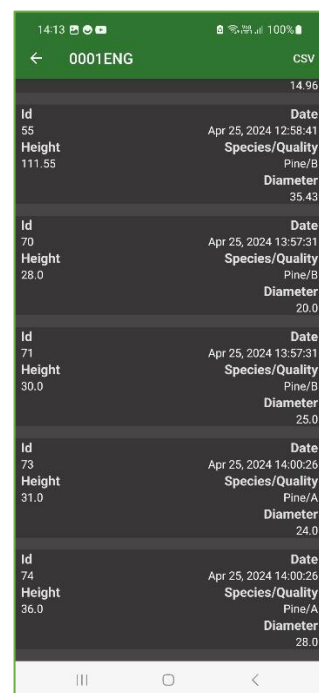 14:13 100%
0001ENG CSV
14.96
Id Date
55 Apr 25, 2024 12:58:41
Height Species/Quality
111.55 Pine/B
Diameter
35.43
Id Date
70 Apr 25, 2024 13:57:31
Height Species/Quality
28.0 Pine/B
Diameter
20.0
Id Date
71 Apr 25, 2024 13:57:31
Height Species/Quality
30.0 Pine/B
Diameter
25.0
Id Date
73 Apr 25, 2024 14:00:26
Height Species/Quality
31.0 Pine/A
Diameter
24.0
Id Date
74 Apr 25, 2024 14:00:26
Height Species/Quality
36.0 Pine/A
Diameter
28.0